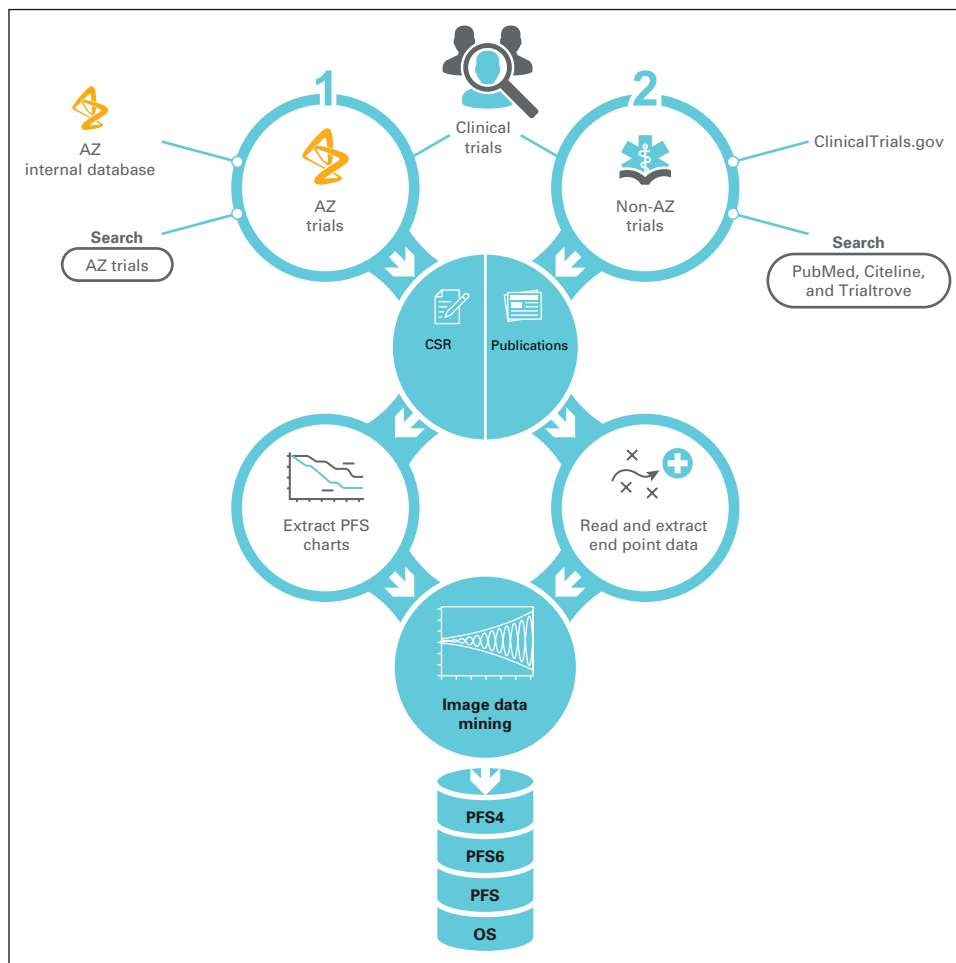 1
2
Clinical
trials
AZ
internal database
Search
AZ trials
AZ
trials
Non-AZ
trials
ClinicalTrials.gov
Search
PubMed, Citeline,
and Trialtrove
CSR
Publications
Extract PFS
charts
Read and extract
end point data
Image data
mining
PFS4
PFS6
PFS
OS